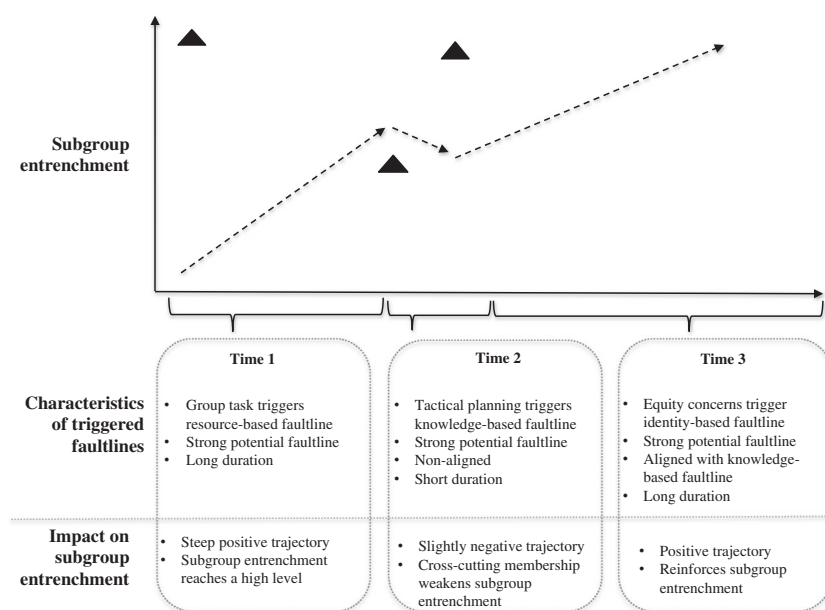 Subgroup
entrenchment
Time 1
Time 2
Time 3
Characteristics
of triggered
faultlines
• Group task triggers
resource-based faultline
• Strong potential faultline
• Long duration
• Tactical planning triggers
knowledge-based faultline
• Strong potential faultline
• Non-aligned
• Short duration
• Equity concerns trigger
identity-based faultline
• Strong potential faultline
• Aligned with knowledge-
based faultline
• Long duration
Impact on
subgroup
entrenchment
• Steep positive trajectory
• Subgroup entrenchment
reaches a high level
• Slightly negative trajectory
• Cross-cutting membership
weakens subgroup
entrenchment
• Positive trajectory
• Reinforces subgroup
entrenchment